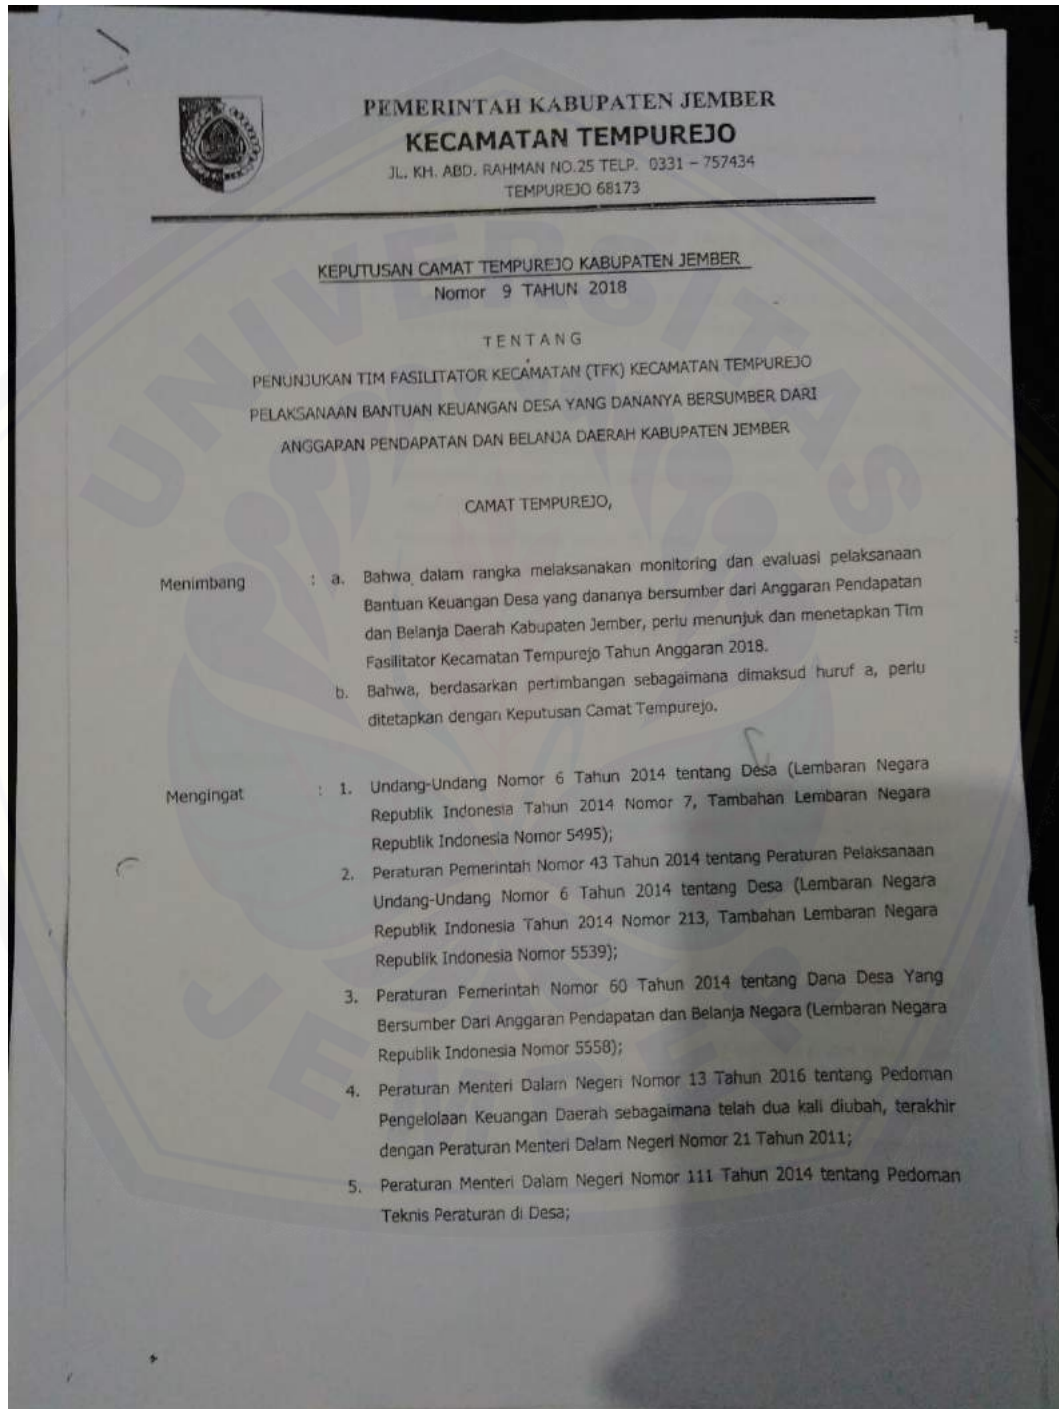 PEMERINTAH KABUPATEN JEMBER
KECAMATAN TEMPUREJO
JL. KH. ABD. RAHMAN NO.25 TELP. 0331 – 757434
TEMPUREJO 68173
KEPUTUSAN CAMAT TEMPUREJO KABUPATEN JEMBER
Nomor 9 TAHUN 2018
TENTANG
PENUNJUKAN TIM FASILITATOR KECAMATAN (TFK) KECAMATAN TEMPUREJO
PELAKSANAAN BANTUAN KEUANGAN DESA YANG DANANYA BERSUMBER DARI
ANGGARAN PENDAPATAN DAN BELANJA DAERAH KABUPATEN JEMBER
CAMAT TEMPUREJO,
Menimbang : a. Bahwa dalam rangka melaksanakan monitoring dan evaluasi pelaksanaan
Bantuan Keuangan Desa yang dananya bersumber dari Anggaran Pendapatan
dan Belanja Daerah Kabupaten Jember, perlu menunjuk dan menetapkan Tim
Fasilitator Kecamatan Tempurejo Tahun Anggaran 2018.
b. Bahwa, berdasarkan pertimbangan sebagaimana dimaksud huruf a, perlu
ditetapkan dengan Keputusan Camat Tempurejo.
Mengingat : 1. Undang-Undang Nomor 6 Tahun 2014 tentang Desa (Lembaran Negara
Republik Indonesia Tahun 2014 Nomor 7, Tambahan Lembaran Negara
Republik Indonesia Nomor 5495);
2. Peraturan Pemerintah Nomor 43 Tahun 2014 tentang Peraturan Pelaksanaan
Undang-Undang Nomor 6 Tahun 2014 tentang Desa (Lembaran Negara
Republik Indonesia Tahun 2014 Nomor 213, Tambahan Lembaran Negara
Republik Indonesia Nomor 5539);
3. Peraturan Pemerintah Nomor 60 Tahun 2014 tentang Dana Desa Yang
Bersumber Dari Anggaran Pendapatan dan Belanja Negara (Lembaran Negara
Republik Indonesia Nomor 5558);
4. Peraturan Menteri Dalam Negeri Nomor 13 Tahun 2016 tentang Pedoman
Pengelolaan Keuangan Daerah sebagaimana telah dua kali diubah, terakhir
dengan Peraturan Menteri Dalam Negeri Nomor 21 Tahun 2011;
5. Peraturan Menteri Dalam Negeri Nomor 111 Tahun 2014 tentang Pedoman
Teknis Peraturan di Desa;
UNIVERSITAS
JEMBER